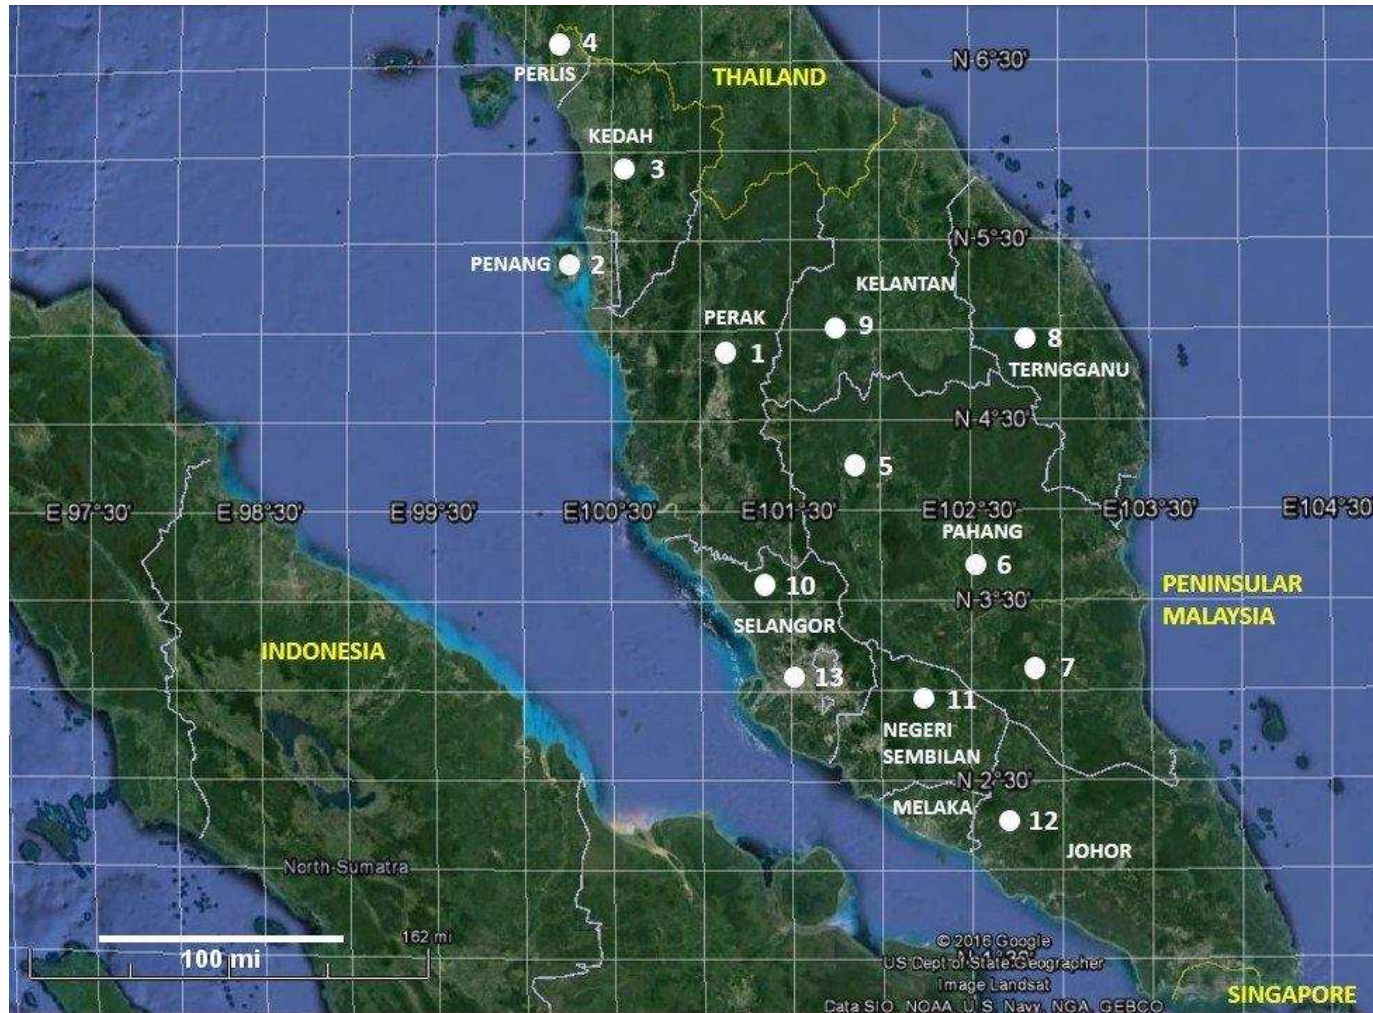 4
N 6°30'
PERLIS
THAILAND
KEDAH
3
N 5°30'
PENANG
2
KELANTAN
PERAK
9
1
8
TERNGGANU
N 4°30'
5
E 97°30'
E 98°30'
E 99°30'
E100°30'
E101°30'
E102°30'
E103°30'
E104°30'
PAHANG
6
10
PENINSULAR
MALAYSIA
N 3°30'
SELANGOR
INDONESIA
7
13
11
NEGERI
SEMBILAN
N 2°30'
MELAKA
12
JOHOR
North Sumatra
162 mi
100 mi
© 2016 Google
N 1°30'
US Dept of State Geographer
Image Landsat
SINGAPORE
Data SIO, NOAA, U.S. Navy, NGA, GEBCO